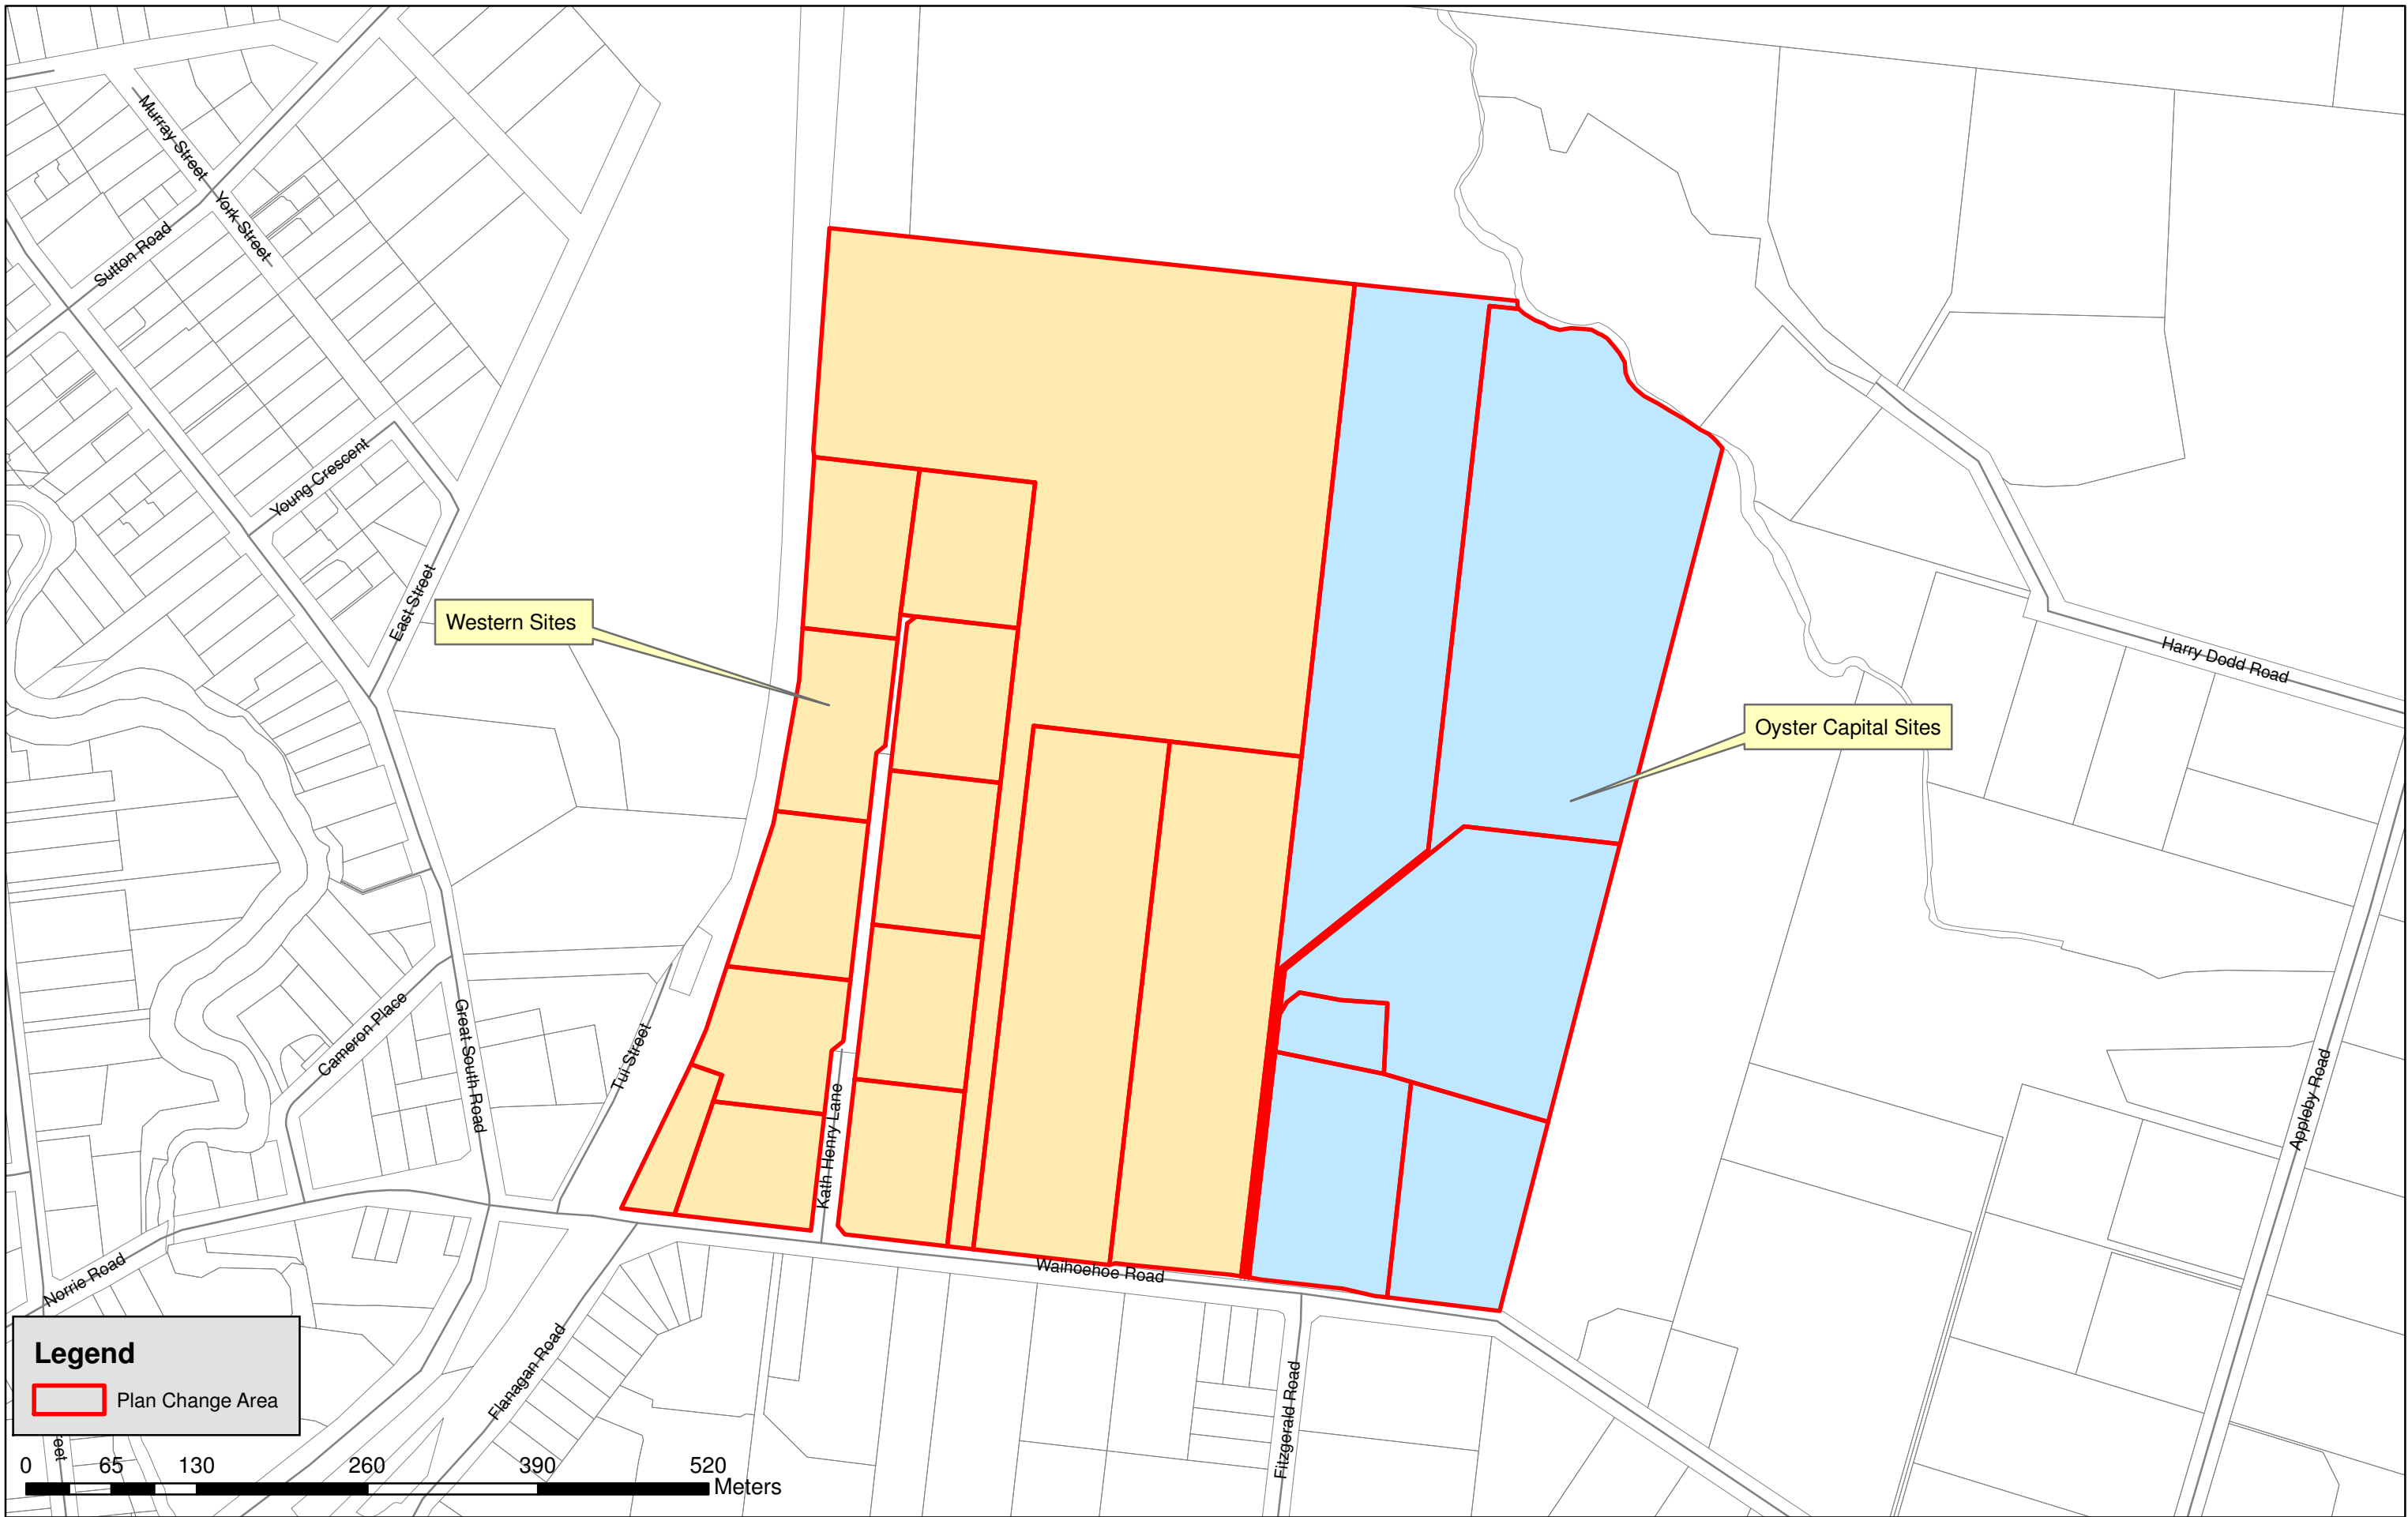 Murray Street
York Street
Sutton Road
Young Crescent
East Street
Western Sites
Harry Dodd Road
Oyster Capital Sites
Cameron Place
Great South Road
Tui Street
Kath Henry Lane
Appleby Road
Waihoehoe Road
Norrie Road
Flanagan Road
Fitzgerald Road
Legend
Plan Change Area
reet
0 65 130 260 390 520
Meters